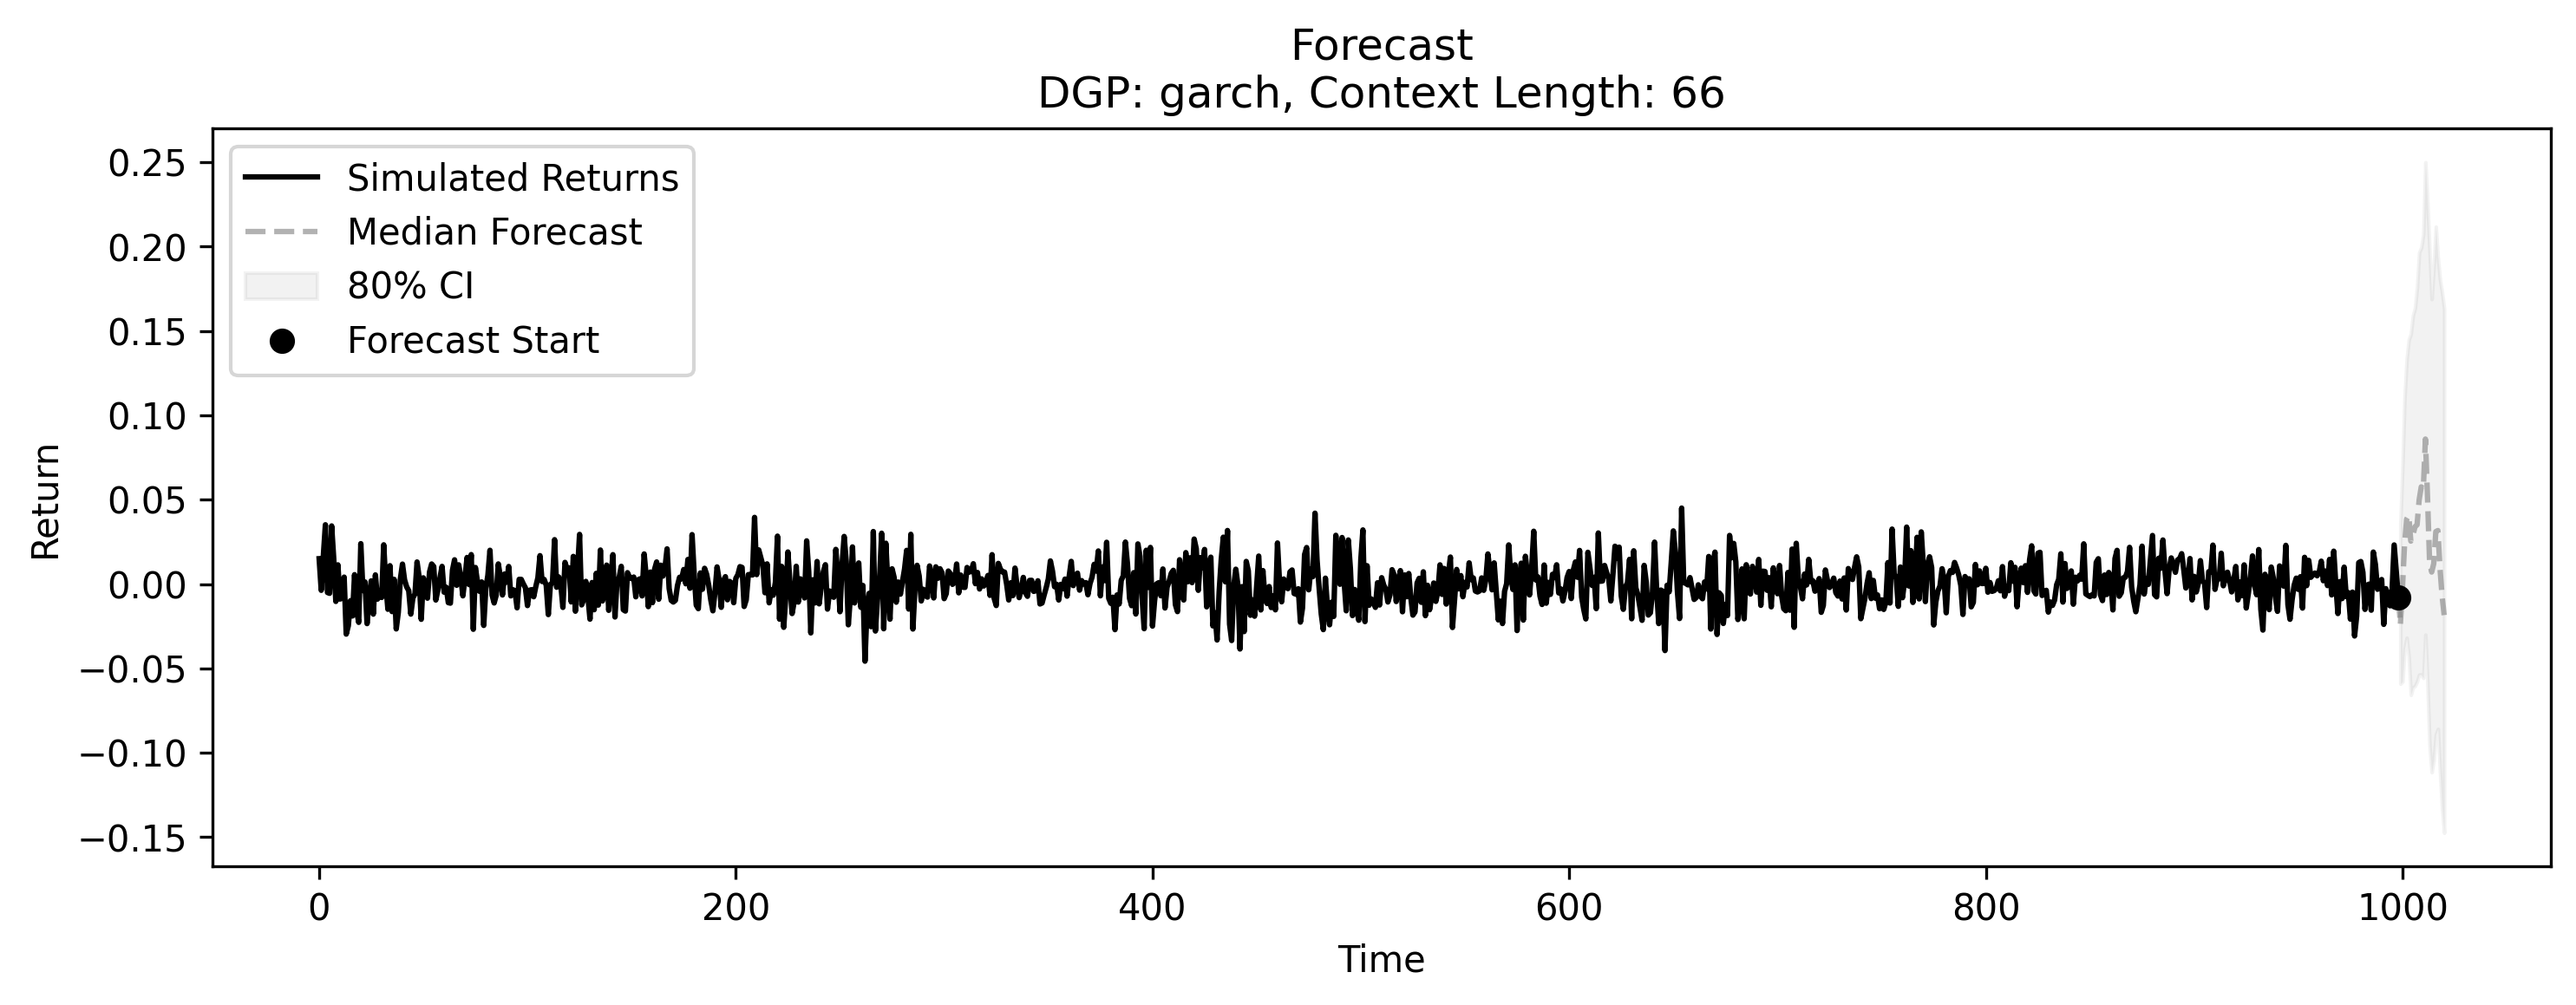 Forecast
DGP: garch, Context Length: 66
Simulated Returns
Median Forecast
80% CI
Forecast Start
Return
0.25
0.20
0.15
0.10
0.05
0.00
−0.05
−0.10
−0.15
0
200
400
600
800
1000
Time